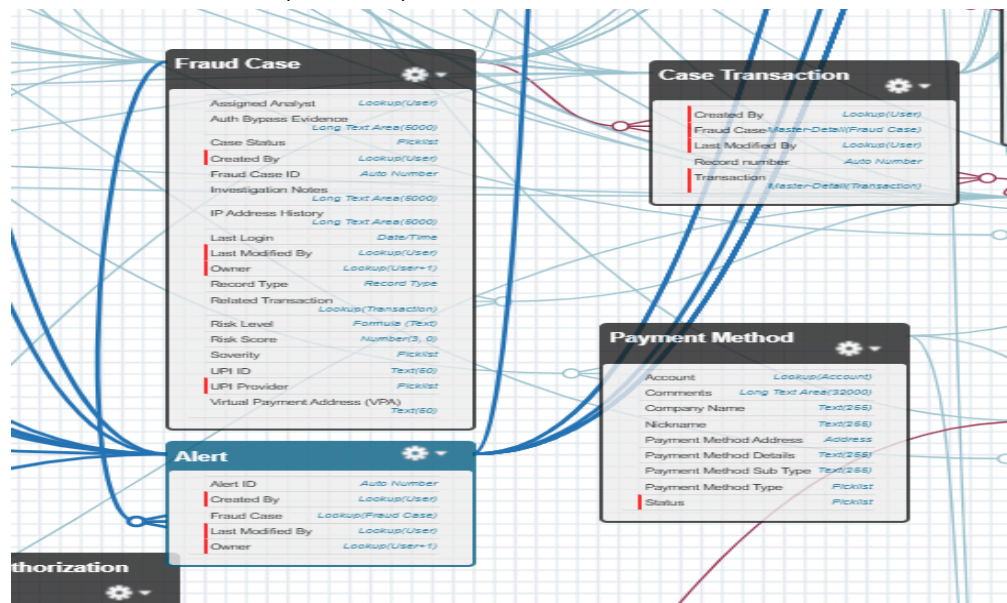 Fraud Case
Assigned Analyst Lookup(User)
Auth Bypass Evidence
Long Text Area(5000)
Case Status Picklist
Created By Lookup(User)
Fraud Case ID Auto Number
Investigation Notes
Long Text Area(5000)
IP Address History
Long Text Area(5000)
Last Login Date/Time
Last Modified By Lookup(User)
Owner Lookup(User+1)
Record Type Record Type
Related Transaction
Lookup(Transaction)
Risk Level Formula (Text)
Risk Score Number(3, 0)
Soverity Picklist
UPI ID Text(50)
UPI Provider Picklist
Virtual Payment Address (VPA)
Text(50)
Alert
Alert ID Auto Number
Created By Lookup(User)
Fraud Case Lookup(Fraud Case)
Last Modified By Lookup(User)
Owner Lookup(User+1)
thorization
Case Transaction
Created By Lookup(User)
Fraud Case Master-Detail(Fraud Case)
Last Modified By Lookup(User)
Record number Auto Number
Transaction
Master-Detail(Transaction)
Payment Method
Account Lookup(Account)
Comments Long Text Area(32000)
Company Name Text(255)
Nickname Text(255)
Payment Method Address Address
Payment Method Details Text(255)
Payment Method Sub Type Text(255)
Payment Method Type Picklist
Status Picklist